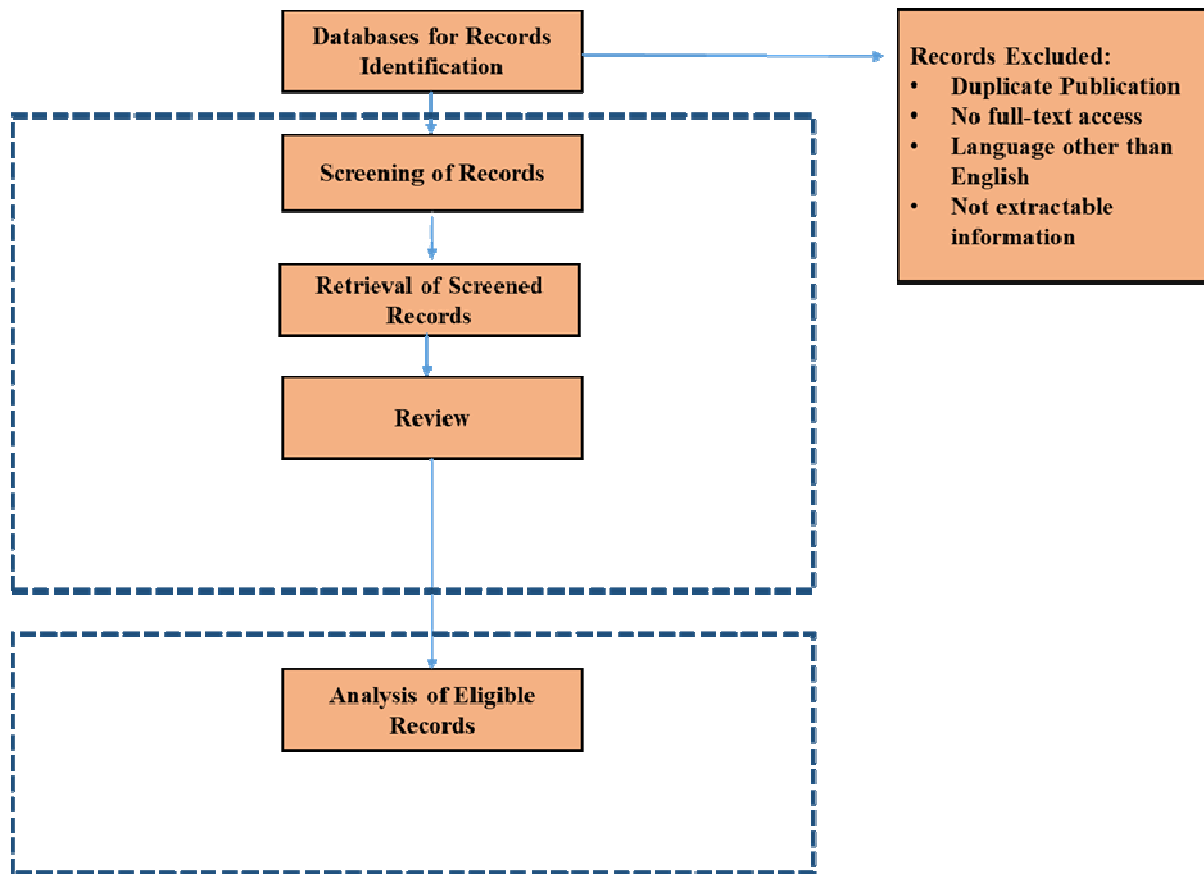 Databases for Records
Identification
Records Excluded:
• Duplicate Publication
• No full-text access
• Language other than
English
• Not extractable
information
Screening of Records
Retrieval of Screened
Records
Review
Analysis of Eligible
Records